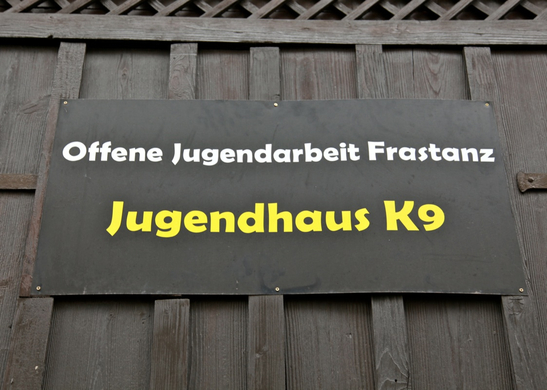 Offene Jugendarbeit Frastanz
Jugendhaus K9